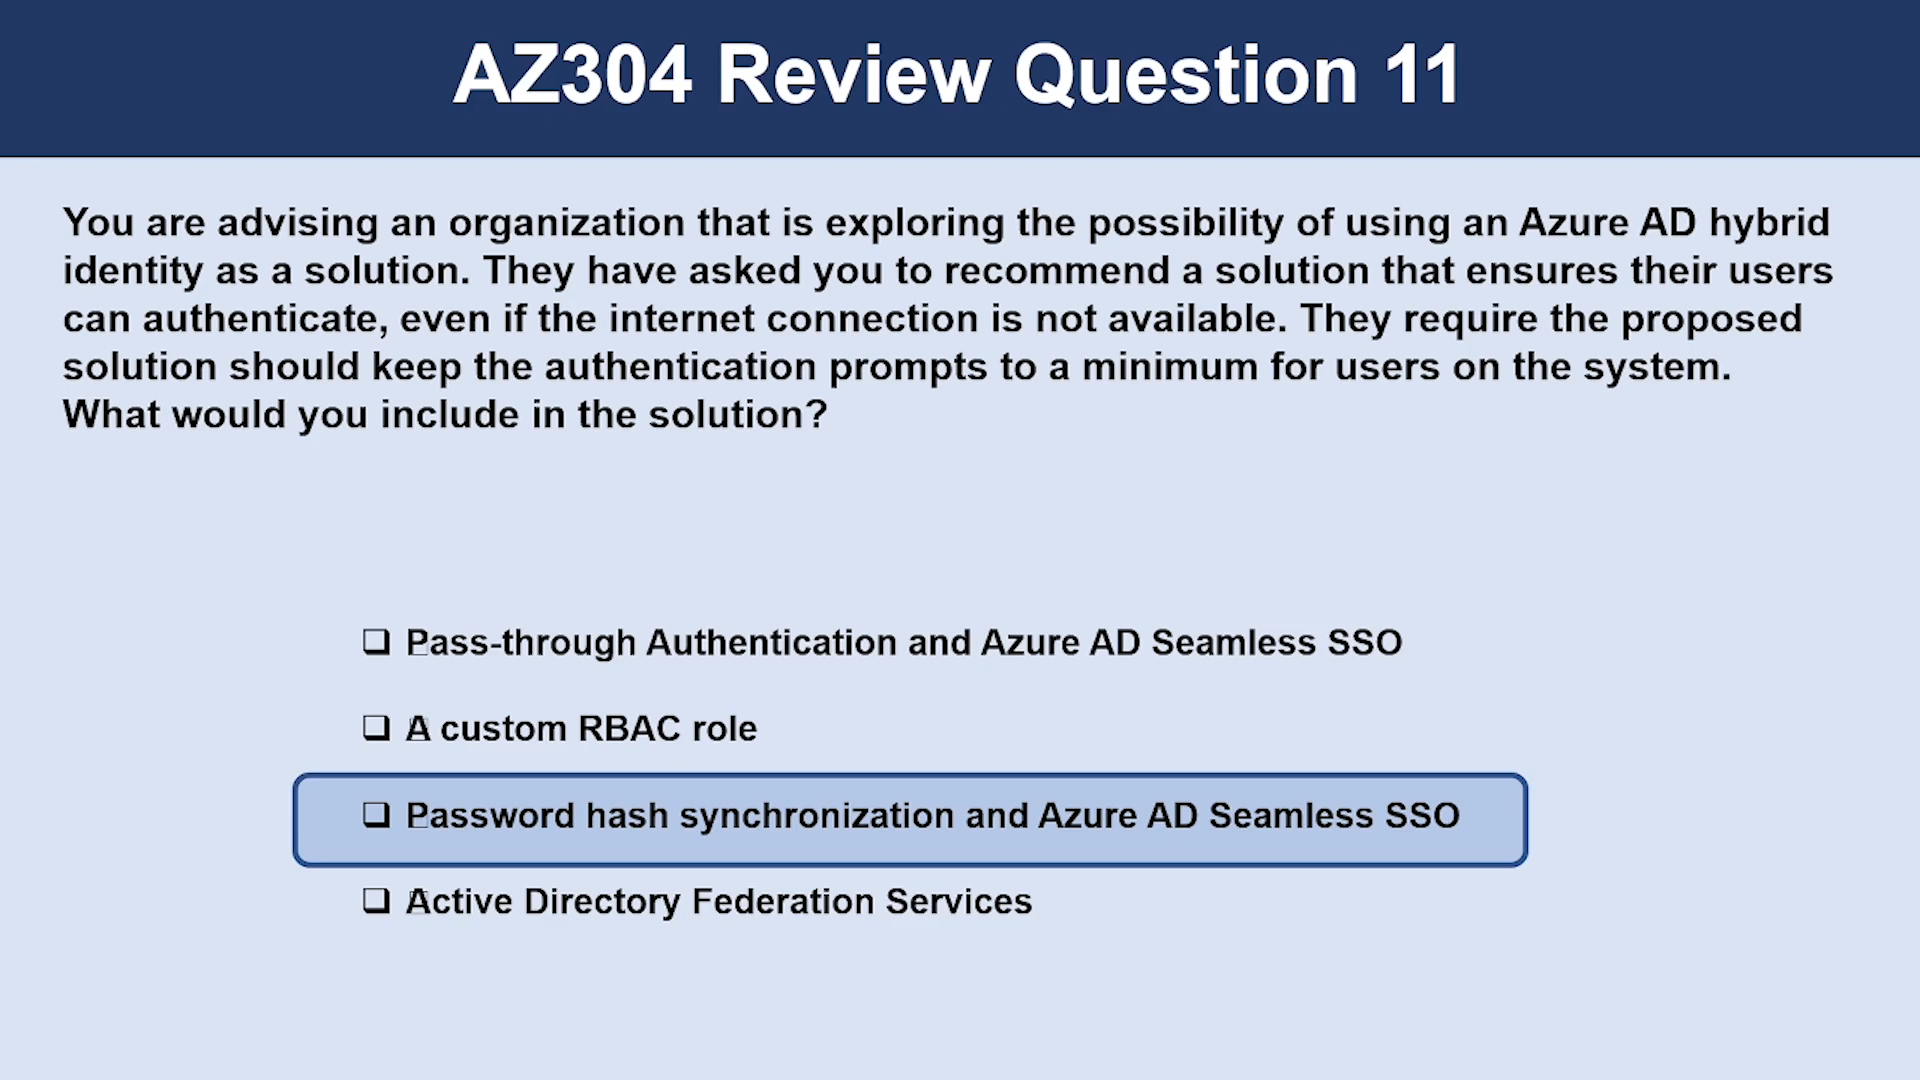 AZ304 Review Question 11
You are advising an organization that is exploring the possibility of using an Azure AD hybrid
identity as a solution. They have asked you to recommend a solution that ensures their users
can authenticate, even if the internet connection is not available. They require the proposed
solution should keep the authentication prompts to a minimum for users on the system.
What would you include in the solution?
❑ Pass-through Authentication and Azure AD Seamless SSO
❑ A custom RBAC role
❑ Password hash synchronization and Azure AD Seamless SSO
❑ Active Directory Federation Services